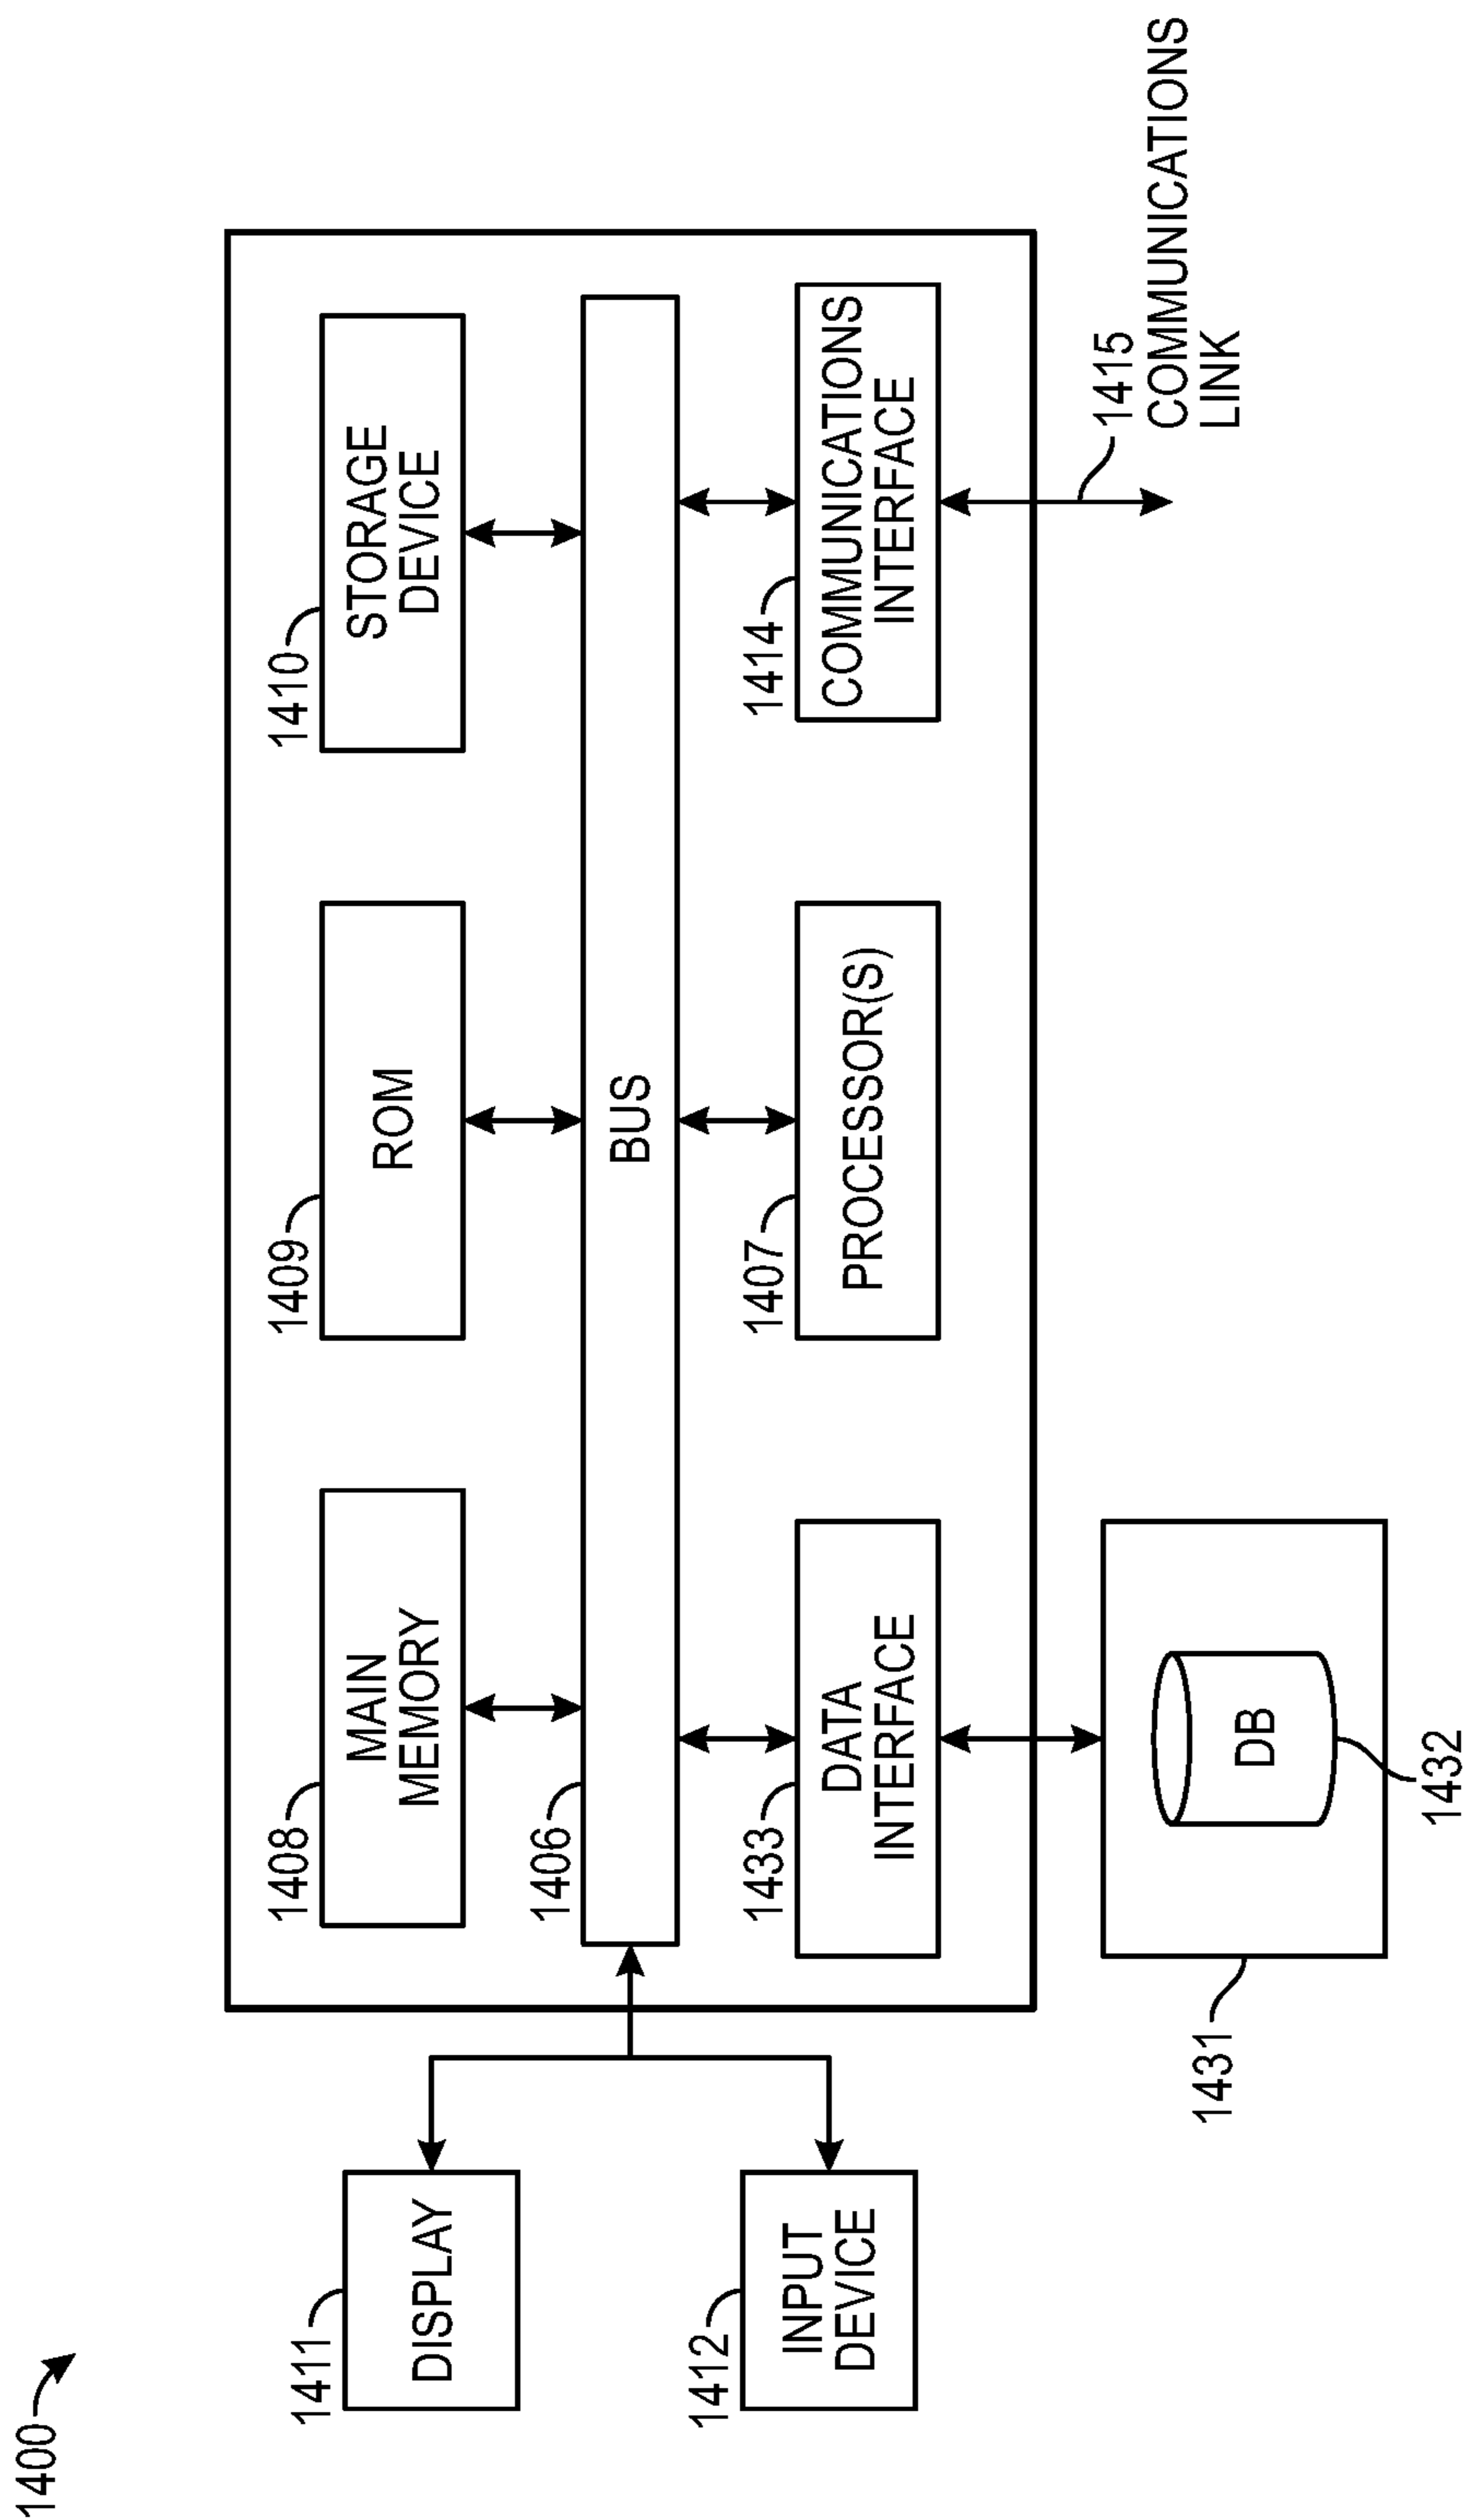 1400
1408
MAIN
MEMORY
1409
ROM
1410
STORAGE
DEVICE
1411
DISPLAY
1406
BUS
1412
INPUT
DEVICE
1433
DATA
INTERFACE
1407
PROCESSOR(S)
1414
COMMUNICATIONS
INTERFACE
1415
COMMUNICATIONS
LINK
1431
DB
1432